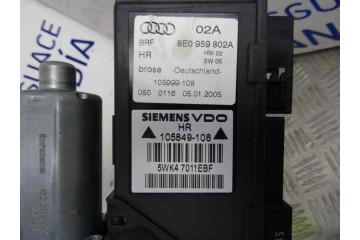 02A
BRF 8E0 959 802A
HR HW 02
SW 05
brose -Deutschland-
105999-108
050 0116 05.01.2005
SIEMENS VDO
HR
105849-108
5WK4 7011EBF